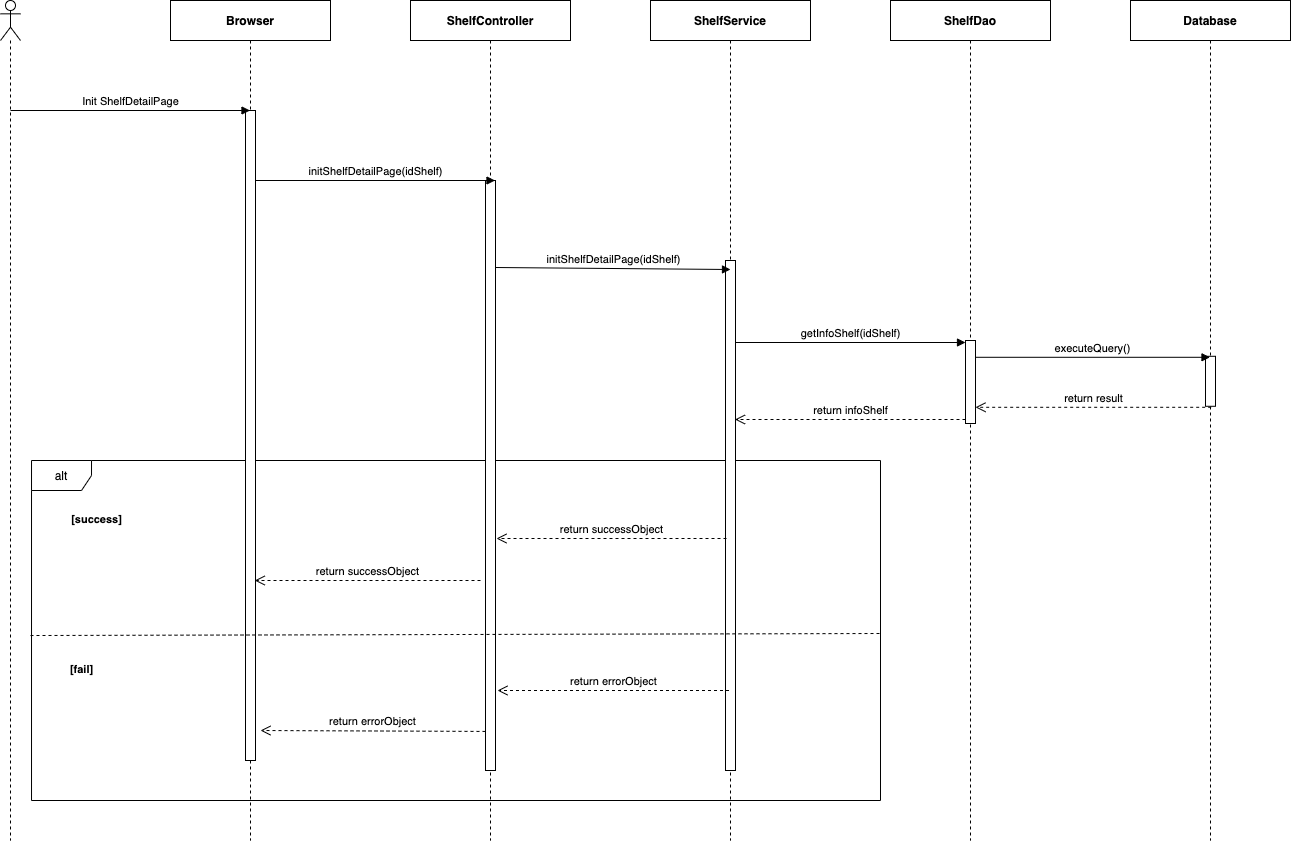 Browser
ShelfController
ShelfService
ShelfDao
Database
Init ShelfDetailPage
initShelfDetailPage(idShelf)
initShelfDetailPage(idShelf)
getInfoShelf(idShelf)
executeQuery()
return result
return infoShelf
alt
[success]
return successObject
return successObject
[fail]
return errorObject
return errorObject